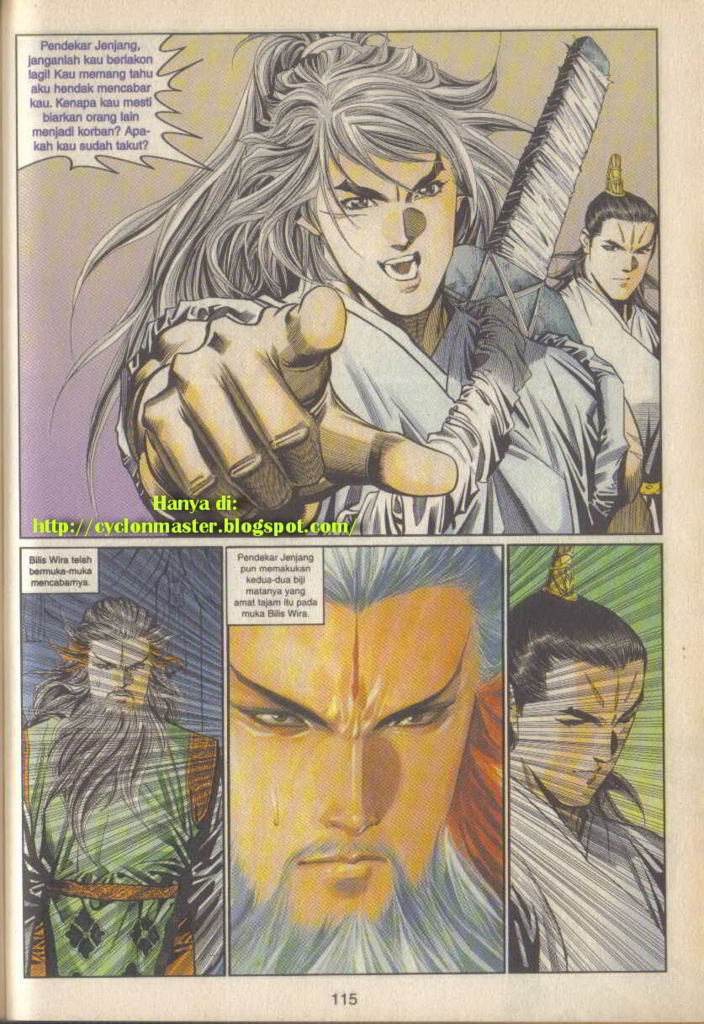 Pendekar Jenjang,
janganlah kau berlakon
lagi! Kau memang tahu
aku hendak mencabar
kau. Kenapa kau mesti
biarkan orang lain
menjadi korban? Apa-
kah kau sudah takut?
Hanya di:
http://cyclonmaster.blogspot.com/
Bilis Wira telah
bermuka-muka
mencabarnya.
Pendekar Jenjang
pun memakukan
kedua-dua biji
matanya yang
amat tajam itu pada
muka Bilis Wira.
115